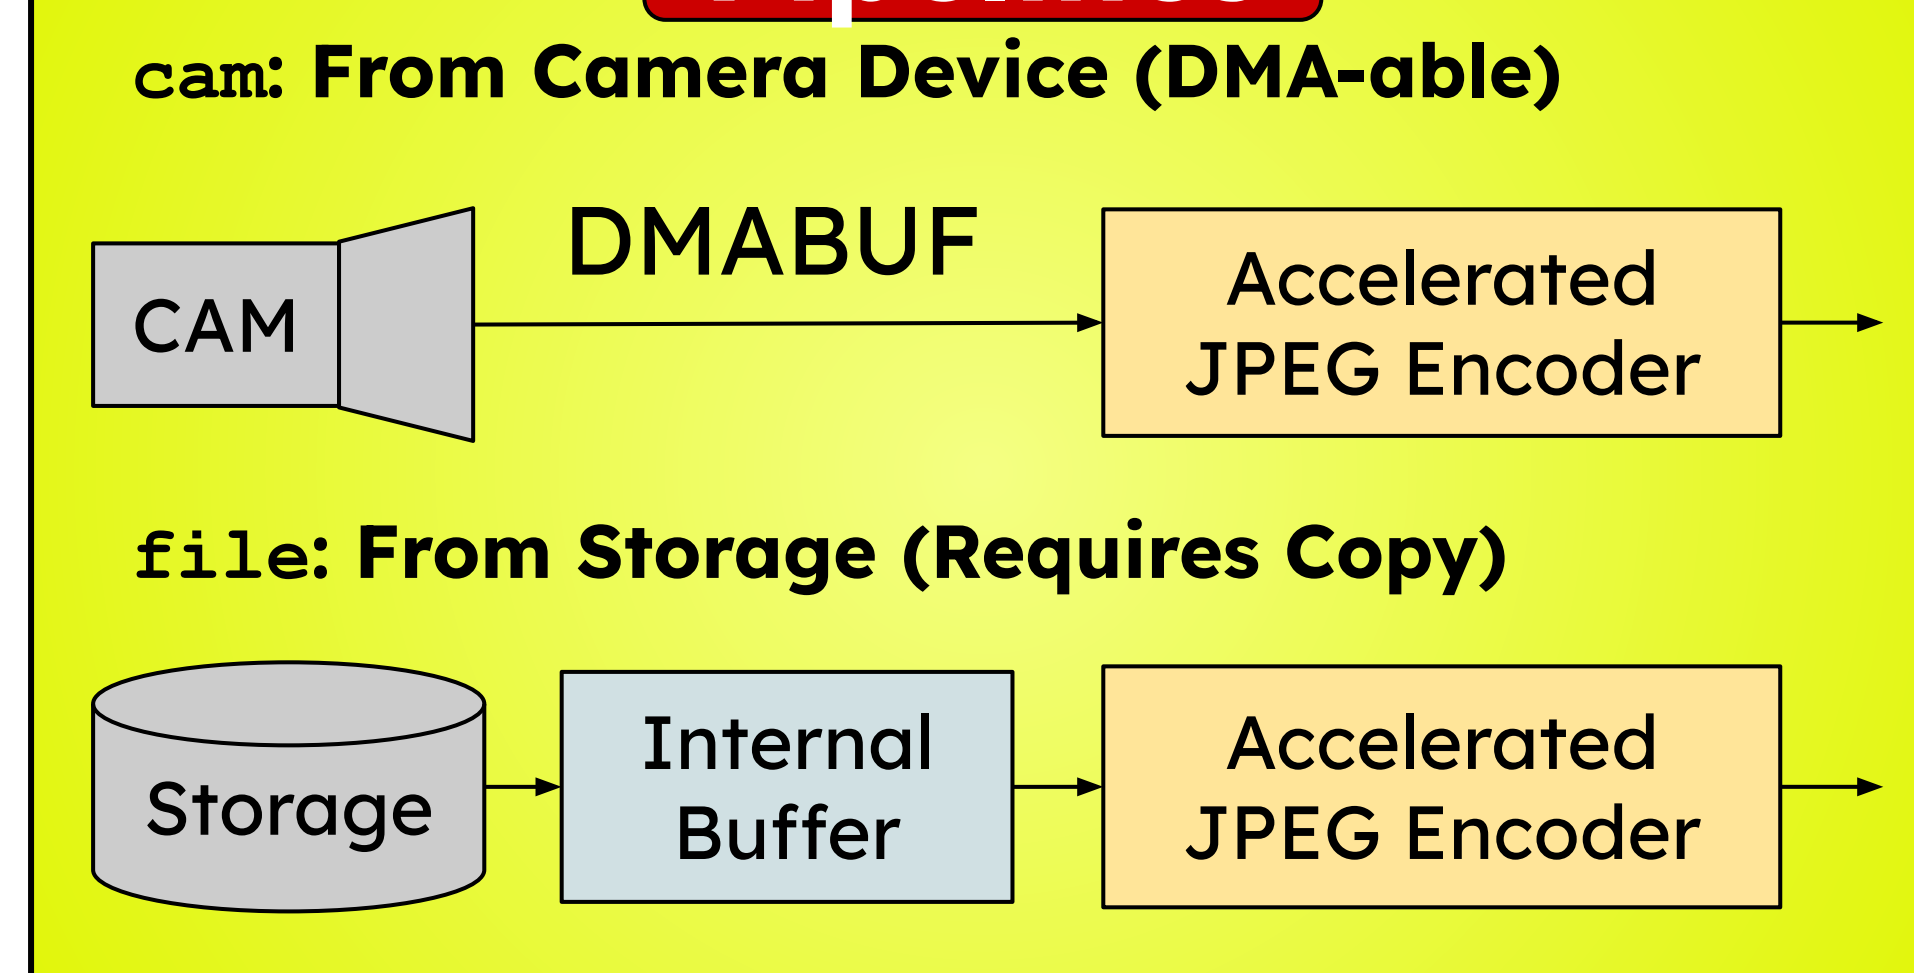 cam: From Camera Device (DMA-able)
DMABUF
CAM
Accelerated
JPEG Encoder
file: From Storage (Requires Copy)
Storage
Internal
Buffer
Accelerated
JPEG Encoder